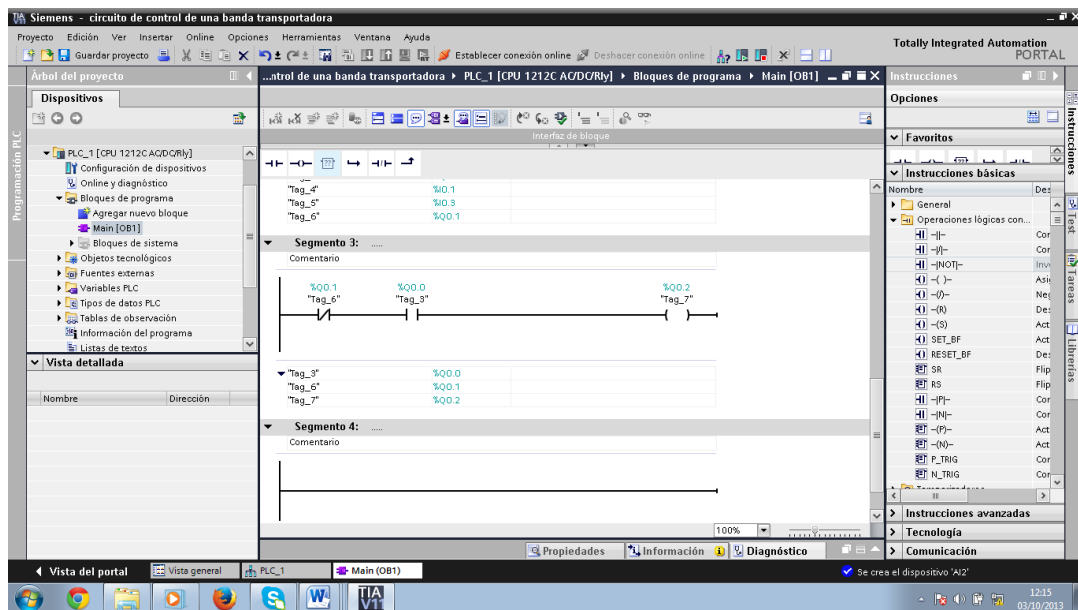 Siemens - circuito de control de una banda transportadora
Proyecto Edición Ver Insertar Online Opciones Herramientas Ventana Ayuda
Guardar proyecto
Establecer conexión online
Deshacer conexión online
Totally Integrated Automation
PORTAL
Árbol del proyecto
...ntrol de una banda transportadora PLC_1 [CPU 1212C AC/DC/Rly] Bloques de programa Main [OB1]
Instrucciones
Dispositivos
Opciones
Programación PLC
Interfaz de bloque
PLC_1 [CPU 1212C AC/DC/Rly]
Configuración de dispositivos
Online y diagnóstico
Bloques de programa
Agregar nuevo bloque
Main [OB1]
Bloques de sistema
Objetos tecnológicos
Fuentes externas
Variables PLC
Tipos de datos PLC
Tablas de observación
Información del programa
Listas de textos
Vista detallada
Nombre Dirección
"Tag_4" %I0.1
"Tag_5" %I0.3
"Tag_6" %Q0.1
Segmento 3: .....
Comentario
%Q0.1 %Q0.0 %Q0.2
"Tag_6" "Tag_3" "Tag_7"
"Tag_3" %Q0.0
"Tag_6" %Q0.1
"Tag_7" %Q0.2
Segmento 4: .....
Comentario
100%
Propiedades
Información
Diagnóstico
Favoritos
Instrucciones básicas
Nombre Des
General
Operaciones lógicas con...
-| |- Cor
-|/|- Cor
-|NOT|- Inv
-( )- Asi
-(/)- Neg
-(R) Des
-(S) Act
SET_BF Act
RESET_BF Des
SR Flip
RS Flip
-|P|- Cor
-|N|- Cor
-(P)- Act
-(N)- Act
P_TRIG Cor
N_TRIG Cor
Instrucciones avanzadas
Tecnología
Comunicación
Instrucciones
Test
Tareas
Librerías
Vista del portal
Vista general
PLC_1
Main (OB1)
Se crea el dispositivo 'AI2'
TIA
V11
12:15
03/10/2013